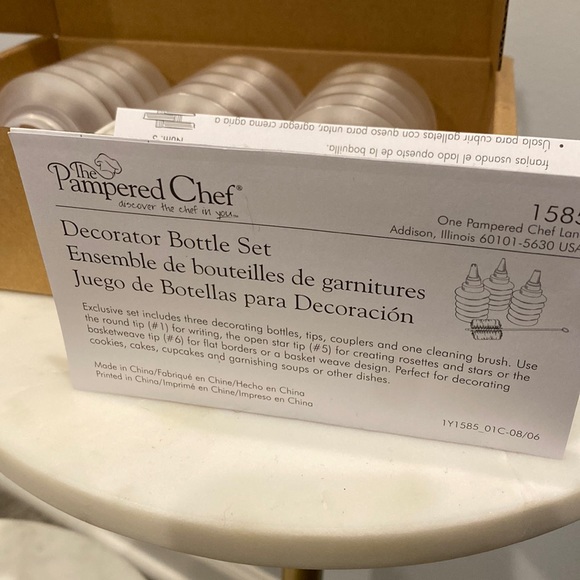 • Úsala para cubrir galletas con queso para untar, agregar crema agria a
franjas usando el lado opuesto de la boquilla.
The
Pampered Chef®
discover the chef in you™
1585
One Pampered Chef Lan
Addison, Illinois 60101-5630 USA
Decorator Bottle Set
Ensemble de bouteilles de garnitures
Juego de Botellas para Decoración
Exclusive set includes three decorating bottles, tips, couplers and one cleaning brush. Use
the round tip (#1) for writing, the open star tip (#5) for creating rosettes and stars or the
basketweave tip (#6) for flat borders or a basket weave design. Perfect for decorating
cookies, cakes, cupcakes and garnishing soups or other dishes.
Made in China/Fabriqué en Chine/Hecho en China
Printed in China/Imprimé en Chine/Impreso en China
1Y1585_01C-08/06